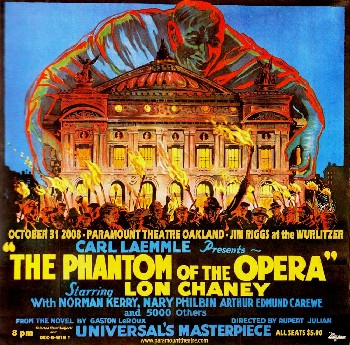 OCTOBER 31 2008 - PARAMOUNT THEATRE OAKLAND - JIM RIGGS at the WURLITZER
CARL LAEMMLE Presents~
"THE PHANTOM OF THE OPERA"
Starring LON CHANEY
With NORMAN KERRY, MARY PHILBIN ARTHUR EDMUND CAREWE
and 5000 Others
FROM THE NOVEL BY GASTON LEROUX DIRECTED BY RUPERT JULIAN
8 pm UNIVERSAL'S MASTERPIECE ALL SEATS $5.00
www.paramounttheatre.com